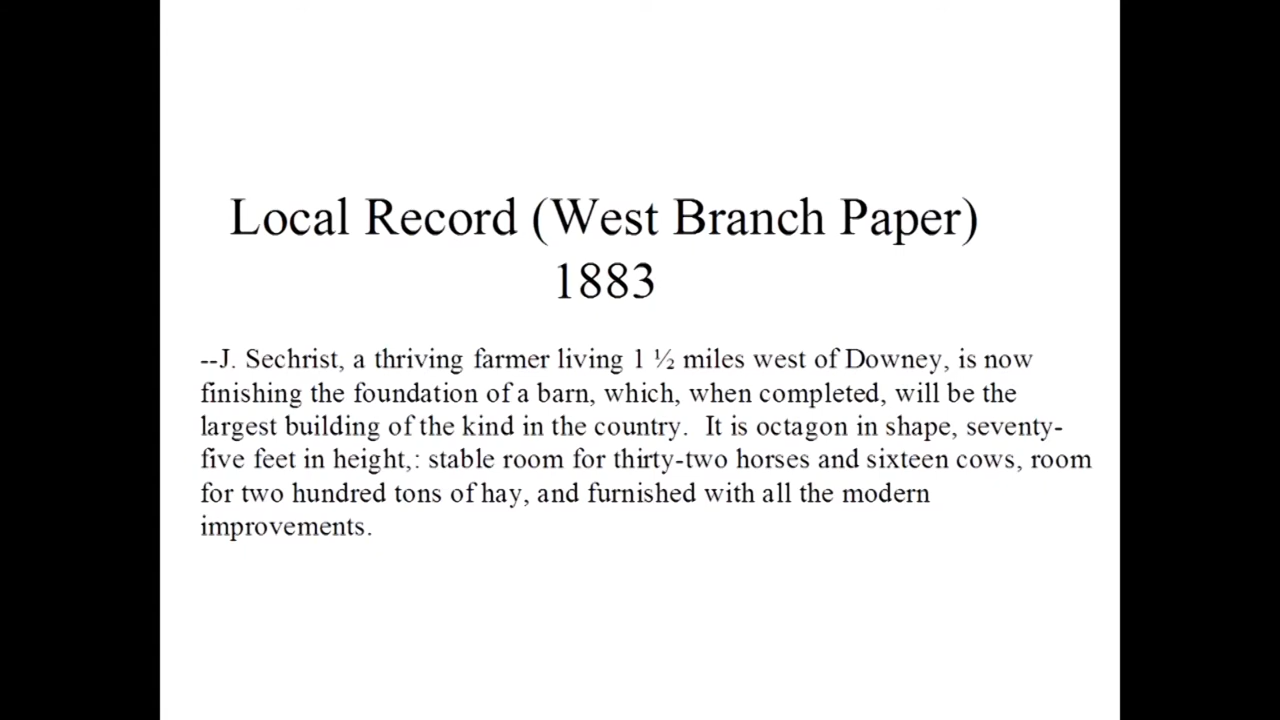 Local Record (West Branch Paper)
1883
--J. Sechrist, a thriving farmer living 1 ½ miles west of Downey, is now
finishing the foundation of a barn, which, when completed, will be the
largest building of the kind in the country.  It is octagon in shape, seventy-
five feet in height,: stable room for thirty-two horses and sixteen cows, room
for two hundred tons of hay, and furnished with all the modern
improvements.